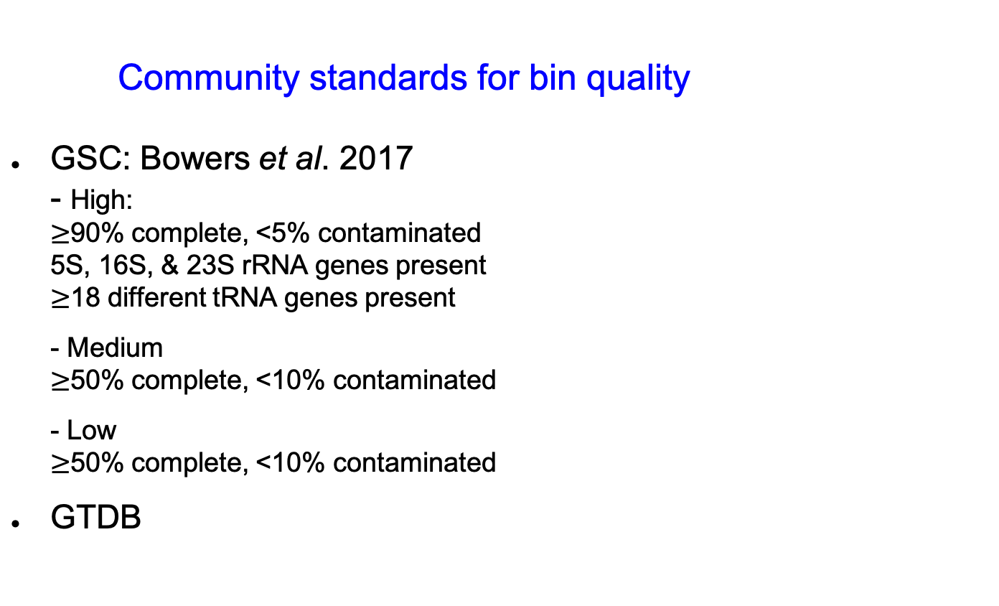 Community standards for bin quality
• GSC: Bowers et al. 2017
- High:
≥90% complete, <5% contaminated
5S, 16S, & 23S rRNA genes present
≥18 different tRNA genes present
- Medium
≥50% complete, <10% contaminated
- Low
≥50% complete, <10% contaminated
• GTDB